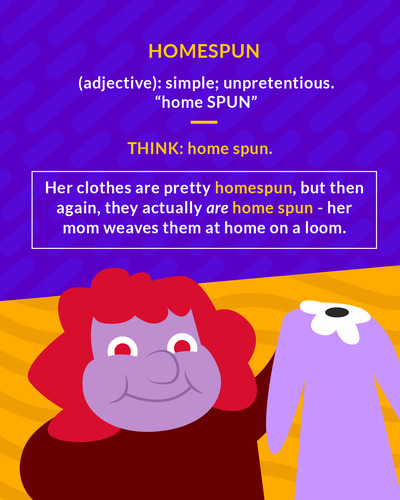 HOMESPUN
(adjective): simple; unpretentious.
“home SPUN”
THINK: home spun.
Her clothes are pretty homespun, but then
again, they actually are home spun - her
mom weaves them at home on a loom.